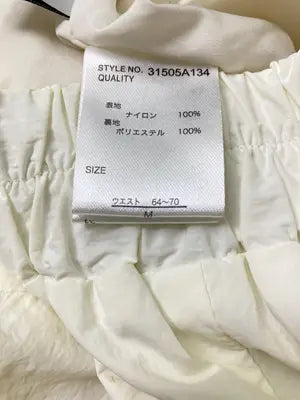 STYLE NO. 31505A134
QUALITY
表地
ナイロン 100%
裏地
ポリエステル 100%
SIZE
ウエスト 64~70
M